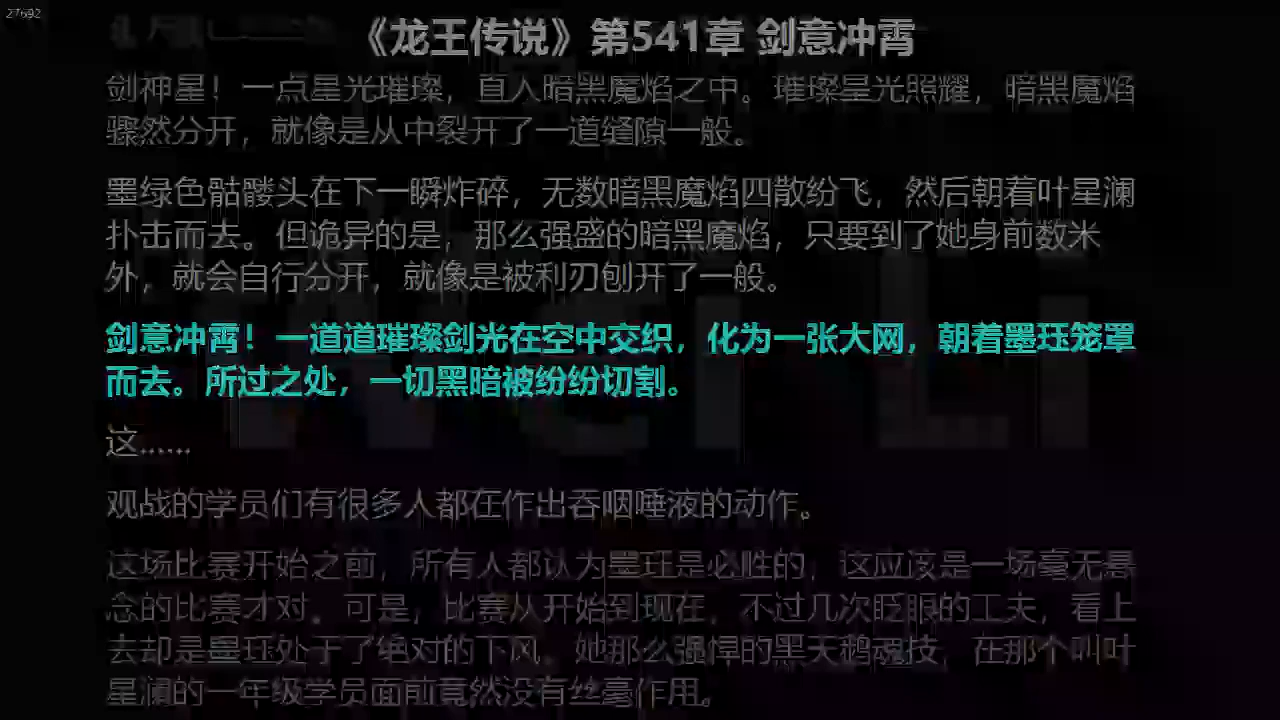 27692
《龙王传说》第541章 剑意冲霄
剑神星！一点星光璀璨，直入暗黑魔焰之中。璀璨星光照耀，暗黑魔焰
骤然分开，就像是从中裂开了一道缝隙一般。
墨绿色骷髅头在下一瞬炸碎，无数暗黑魔焰四散纷飞，然后朝着叶星澜
扑击而去。但诡异的是，那么强盛的暗黑魔焰，只要到了她身前数米
外，就会自行分开，就像是被利刃刨开了一般。
剑意冲霄！一道道璀璨剑光在空中交织，化为一张大网，朝着墨珏笼罩
而去。所过之处，一切黑暗被纷纷切割。
这……
观战的学员们有很多人都在作出吞咽唾液的动作。
这场比赛开始之前，所有人都认为墨珏是必胜的，这应该是一场毫无悬
念的比赛才对。可是，比赛从开始到现在，不过几次眨眼的工夫，看上
去却是墨珏处于了绝对的下风。她那么强悍的黑天鹅魂技，在那个叫叶
星澜的一年级学员面前竟然没有丝毫作用。